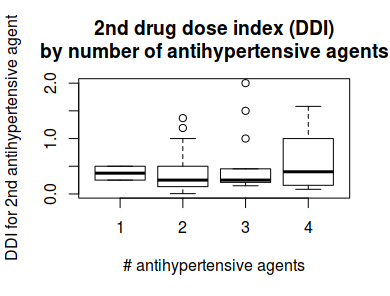 2nd drug dose index (DDI)
by number of antihypertensive agents
DDI for 2nd antihypertensive agent
2.0
1.0
0.0
1 2 3 4
# antihypertensive agents